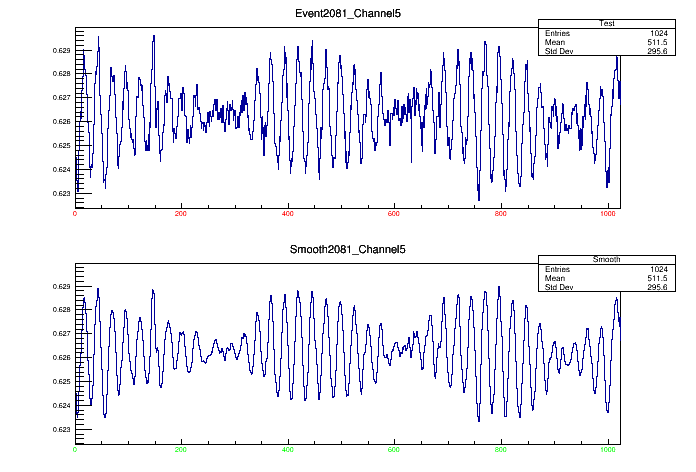 Event2081_Channel5
Test
Entries 1024
Mean 511.5
Std Dev 295.6
0.629
0.628
0.627
0.626
0.625
0.624
0.623
0 200 400 600 800 1000
Smooth2081_Channel5
Smooth
Entries 1024
Mean 511.5
Std Dev 295.6
0.629
0.628
0.627
0.626
0.625
0.624
0.623
0 200 400 600 800 1000